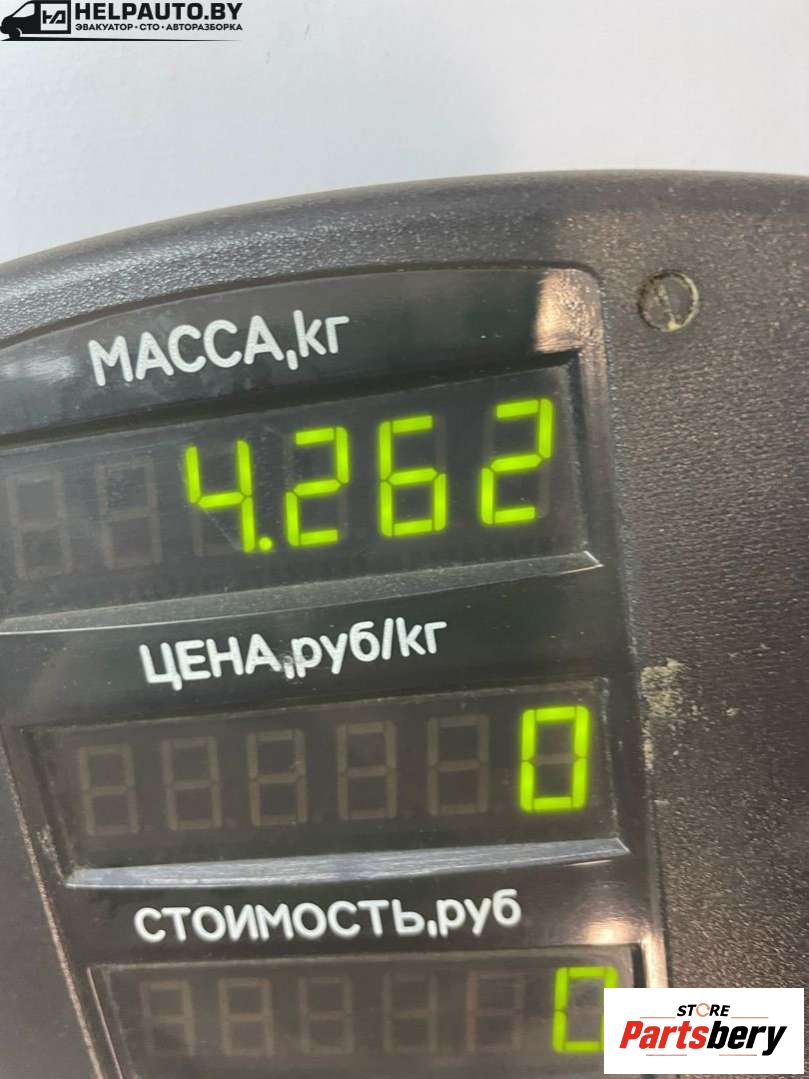 HELPAUTO.BY
ЭВАКУАТОР • СТО • АВТОРАЗБОРКА
МАССА,кг
4.262
ЦЕНА,руб/кг
0
СТОИМОСТЬ,руб
0
STORE
Partsbery